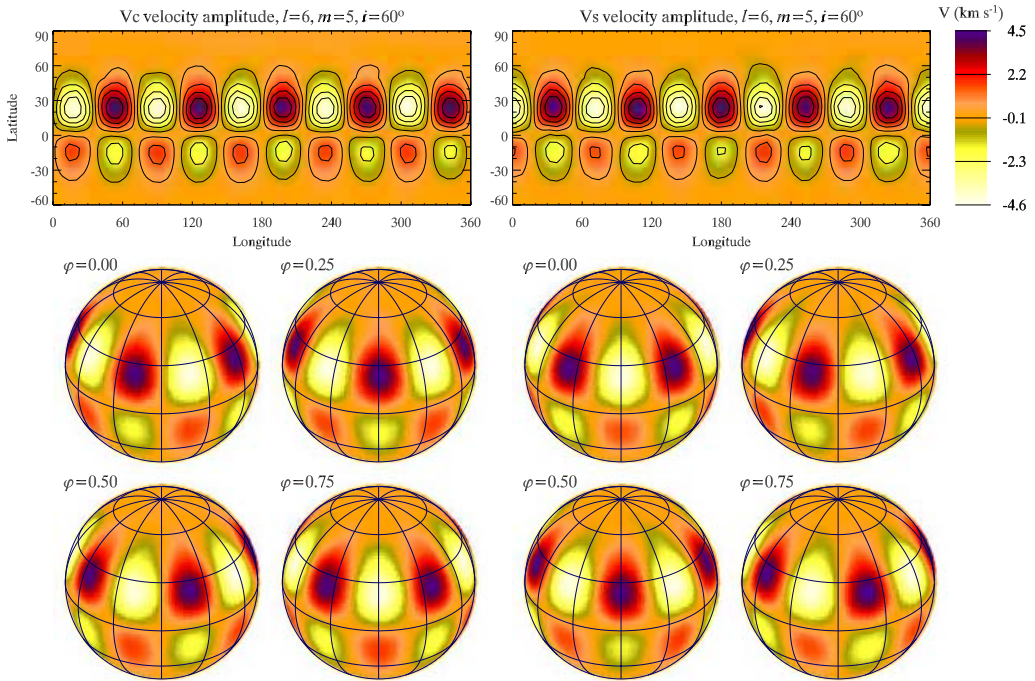 Vc velocity amplitude, l=6, m=5, i=60º
Vs velocity amplitude, l=6, m=5, i=60º
V (km s⁻¹)
90
60
30
0
-30
-60
Latitude
0 60 120 180 240 300 360
Longitude
90
60
30
0
-30
-60
0 60 120 180 240 300 360
Longitude
4.5
2.2
-0.1
-2.3
-4.6
φ=0.00 φ=0.25 φ=0.00 φ=0.25
φ=0.50 φ=0.75 φ=0.50 φ=0.75